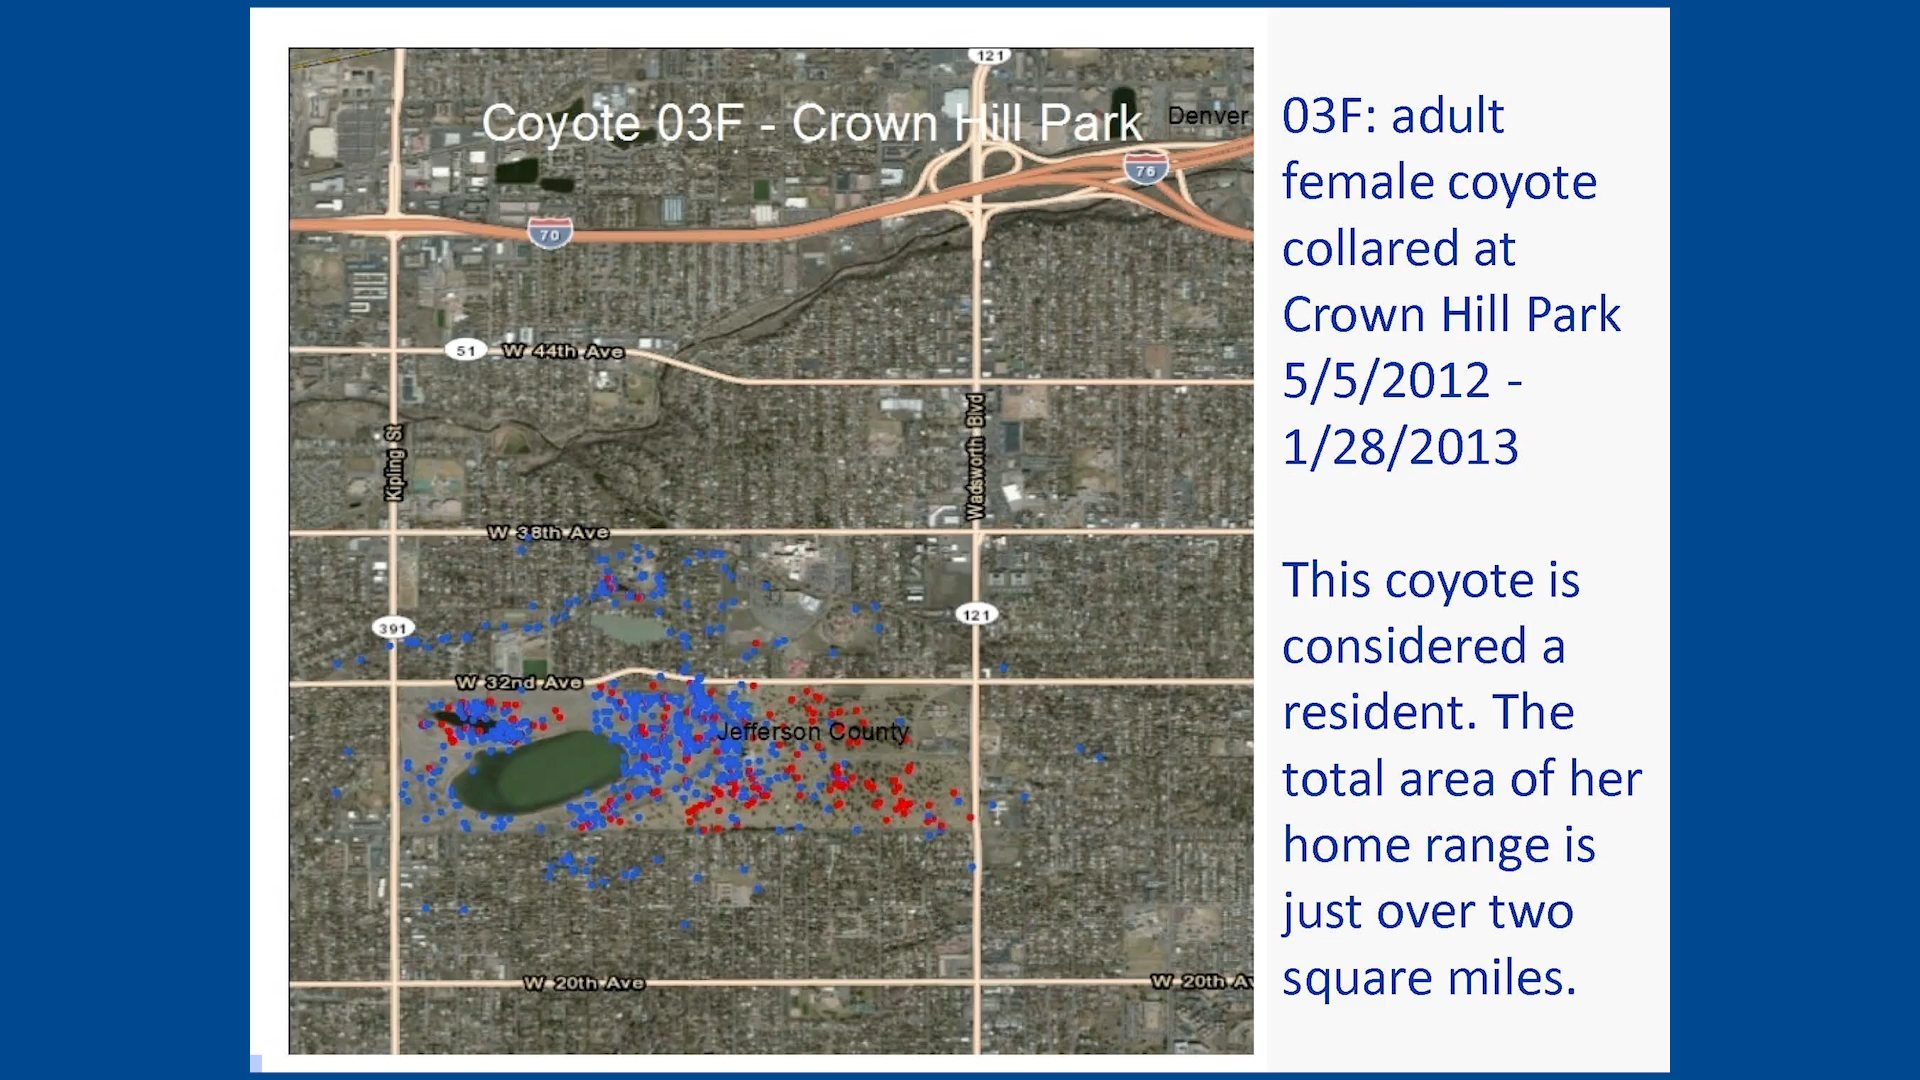 121
Coyote 03F - Crown Hill Park
Denver
76
70
51
W 44th Ave
Kipling St
Wadsworth Blvd
W 38th Ave
121
391
W 32nd Ave
Jefferson County
W 20th Ave
W 20th Av
03F: adult
female coyote
collared at
Crown Hill Park
5/5/2012 -
1/28/2013
This coyote is
considered a
resident. The
total area of her
home range is
just over two
square miles.